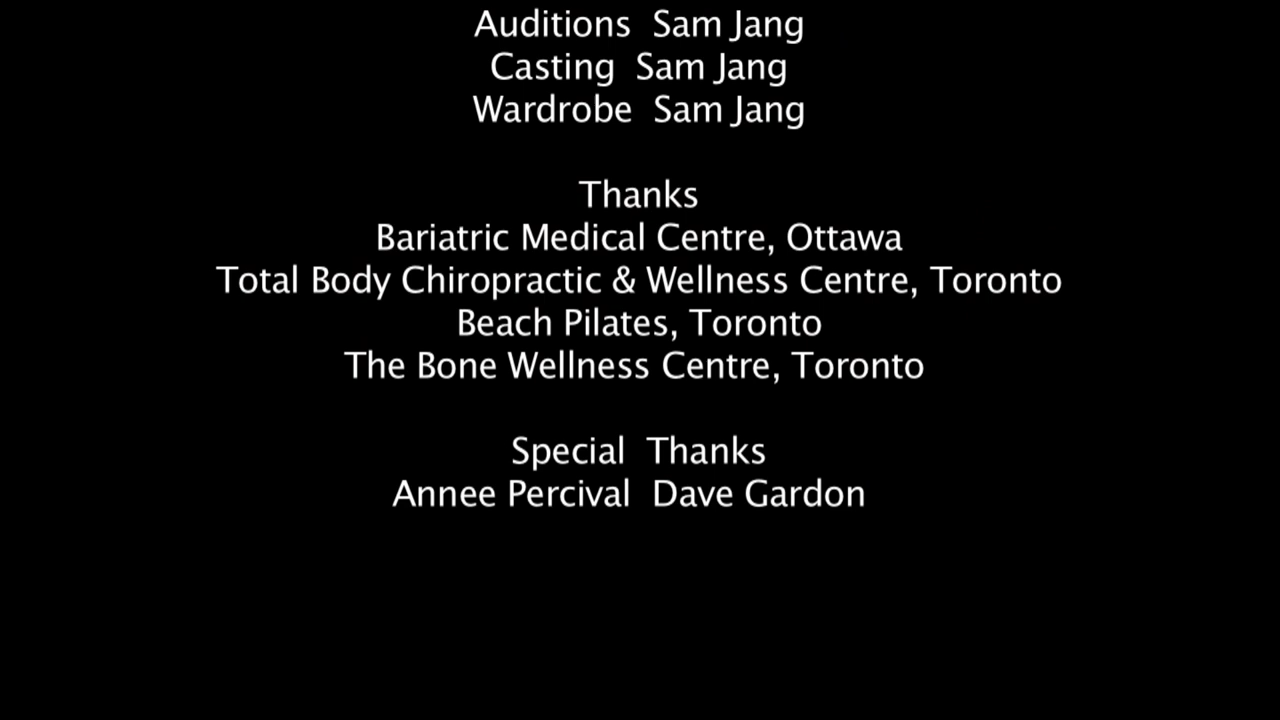 Auditions  Sam Jang
Casting  Sam Jang
Wardrobe  Sam Jang
Thanks
Bariatric Medical Centre, Ottawa
Total Body Chiropractic & Wellness Centre, Toronto
Beach Pilates, Toronto
The Bone Wellness Centre, Toronto
Special  Thanks
Annee Percival  Dave Gardon